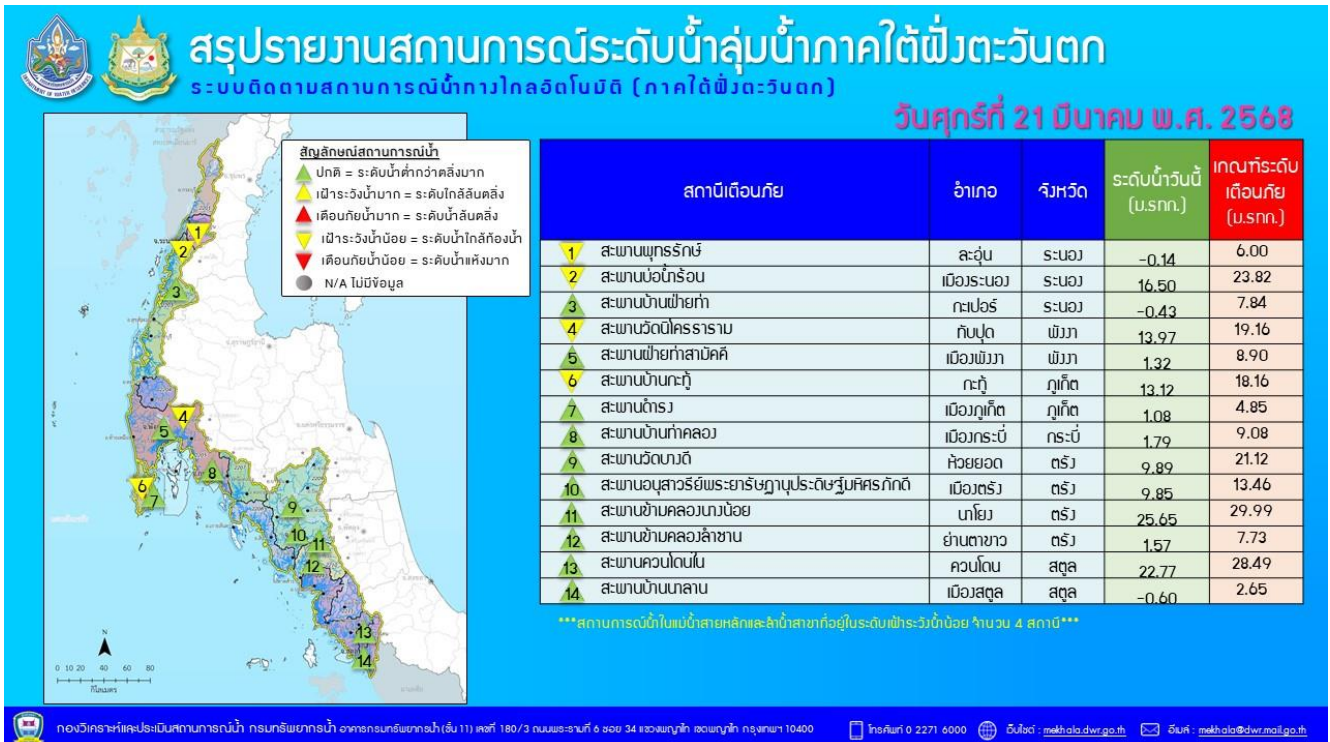 สรุปรายงานสถานการณ์ระดับน้ำลุ่มน้ำภาคใต้ฝั่งตะวันตก
ระบบติดตามสถานการณ์น้ำทางไกลอัตโนมัติ (ภาคใต้ฝั่งตะวันตก)
วันศุกร์ที่ 21 มีนาคม พ.ศ. 2568
สัญลักษณ์สถานการณ์น้ำ
ปกติ = ระดับน้ำต่ำกว่าตลิ่งมาก
เฝ้าระวังน้ำมาก = ระดับใกล้ล้นตลิ่ง
เตือนภัยน้ำมาก = ระดับน้ำล้นตลิ่ง
เฝ้าระวังน้ำน้อย = ระดับน้ำใกล้ท้องน้ำ
เตือนภัยน้ำน้อย = ระดับน้ำแห้งมาก
N/A ไม่มีข้อมูล
1
2
3
4
5
6
7
8
9
10
11
12
13
14
N
0 10 20 40 60 80
กิโลเมตร
สถานีเตือนภัย อำเภอ จังหวัด ระดับน้ำวันนี้ (ม.รทก.) เกณฑ์ระดับเตือนภัย (ม.รทก.)
1 สะพานพุทธรักษ์ ละอุ่น ระนอง -0.14 6.00
2 สะพานบ่อน้ำร้อน เมืองระนอง ระนอง 16.50 23.82
3 สะพานบ้านฝ่ายท่า กะเปอร์ ระนอง -0.43 7.84
4 สะพานวัดนิโครธาราม ทับปุด พังงา 13.97 19.16
5 สะพานฝ่ายท่าสามัคคี เมืองพังงา พังงา 1.32 8.90
6 สะพานบ้านกะทู้ กะทู้ ภูเก็ต 13.12 18.16
7 สะพานดำรง เมืองภูเก็ต ภูเก็ต 1.08 4.85
8 สะพานบ้านท่าคลอง เมืองกระบี่ กระบี่ 1.79 9.08
9 สะพานวัดบางดี ห้วยยอด ตรัง 9.89 21.12
10 สะพานอนุสาวรีย์พระยารัษฎานุประดิษฐ์มหิศรภักดี เมืองตรัง ตรัง 9.85 13.46
11 สะพานข้ามคลองนางน้อย นาโยง ตรัง 25.65 29.99
12 สะพานข้ามคลองลำชาน ย่านตาขาว ตรัง 1.57 7.73
13 สะพานควนโดนใน ควนโดน สตูล 22.77 28.49
14 สะพานบ้านนาลาน เมืองสตูล สตูล -0.60 2.65
***สถานการณ์น้ำในแม่น้ำสายหลักและลำน้ำสาขาที่อยู่ในระดับเฝ้าระวังน้ำน้อย จำนวน 4 สถานี***
กองวิเคราะห์และประเมินสถานการณ์น้ำ กรมทรัพยากรน้ำ อาคารกรมทรัพยากรน้ำ (ชั้น 11) เลขที่ 180/3 ถนนพระรามที่ 6 ซอย 34 แขวงพญาไท เขตพญาไท กรุงเทพฯ 10400 โทรศัพท์ 0 2271 6000 เว็บไซต์ : mekhala.dwr.go.th อีเมล์ : mekhala@dwr.mail.go.th